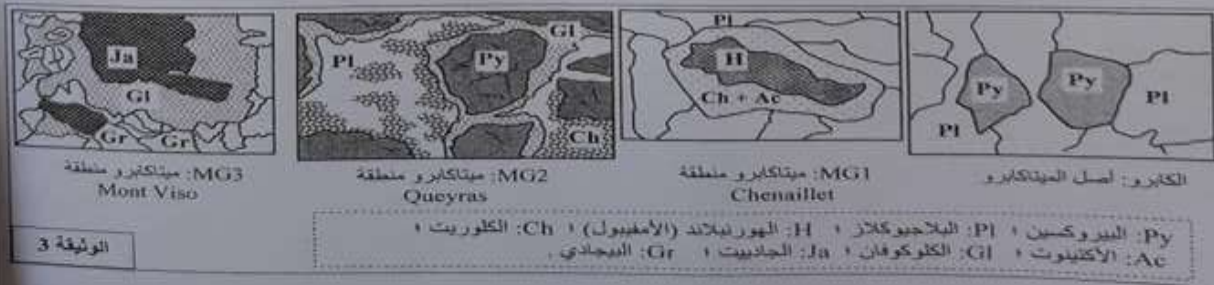 Pl
Py
Py
Pl
Pl
H
Ch + Ac
Gl
Pl
Py
Ch
Ja
Gl
Gr
Gr
الكابرو: أصل الميتاكابرو
MG1: ميتاكابرو منطقة
Chenaillet
MG2: ميتاكابرو منطقة
Queyras
MG3: ميتاكابرو منطقة
Mont Viso
Py: البيروكسين ؛ Pl: البلاجيوكلاز ؛ H: الهورنبلاند (الأمفيبول) ؛ Ch: الكلوريت ؛
Ac: الأكتينوت ؛ Gl: الكلوكوفان ؛ Ja: الجادييت ؛ Gr: البيجادي .
الوثيقة 3